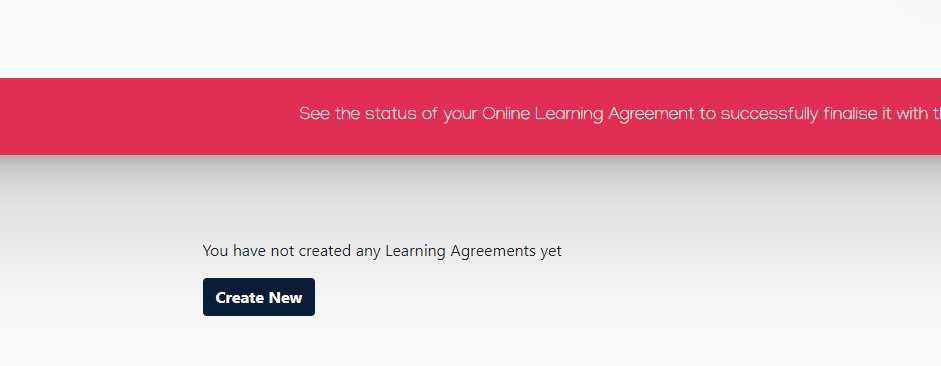 See the status of your Online Learning Agreement to successfully finalise it with
You have not created any Learning Agreements yet
Create New